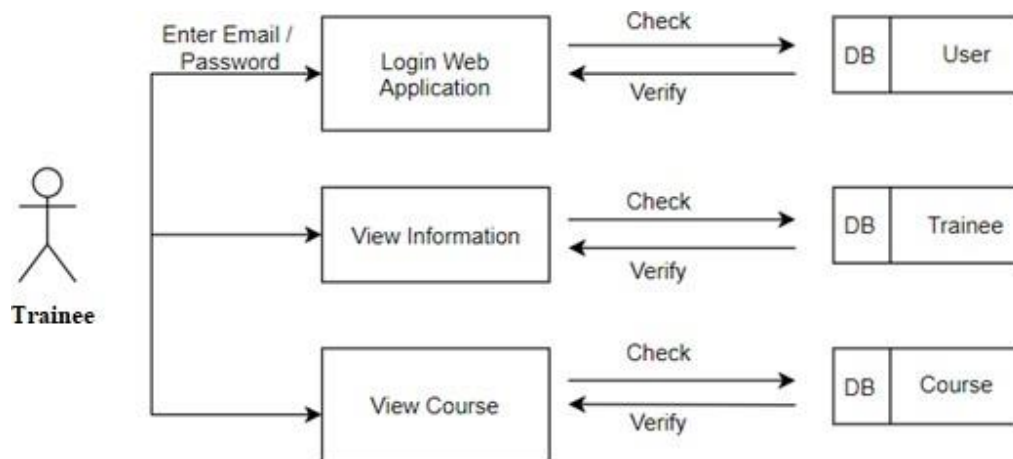 Enter Email /
Password
Login Web
Application
Check
Verify
DB
User
View Information
Check
Verify
DB
Trainee
Trainee
View Course
Check
Verify
DB
Course